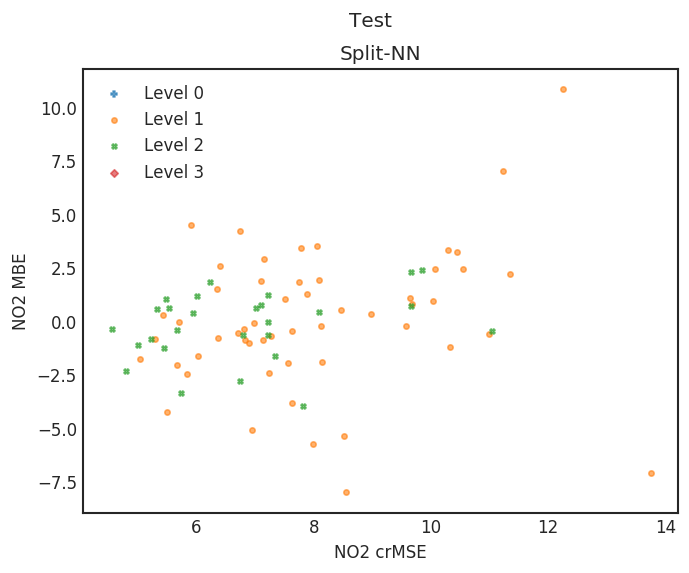 Test
Split-NN
Level 0
Level 1
Level 2
Level 3
10.0
7.5
5.0
2.5
0.0
−2.5
−5.0
−7.5
NO2 MBE
6 8 10 12 14
NO2 crMSE